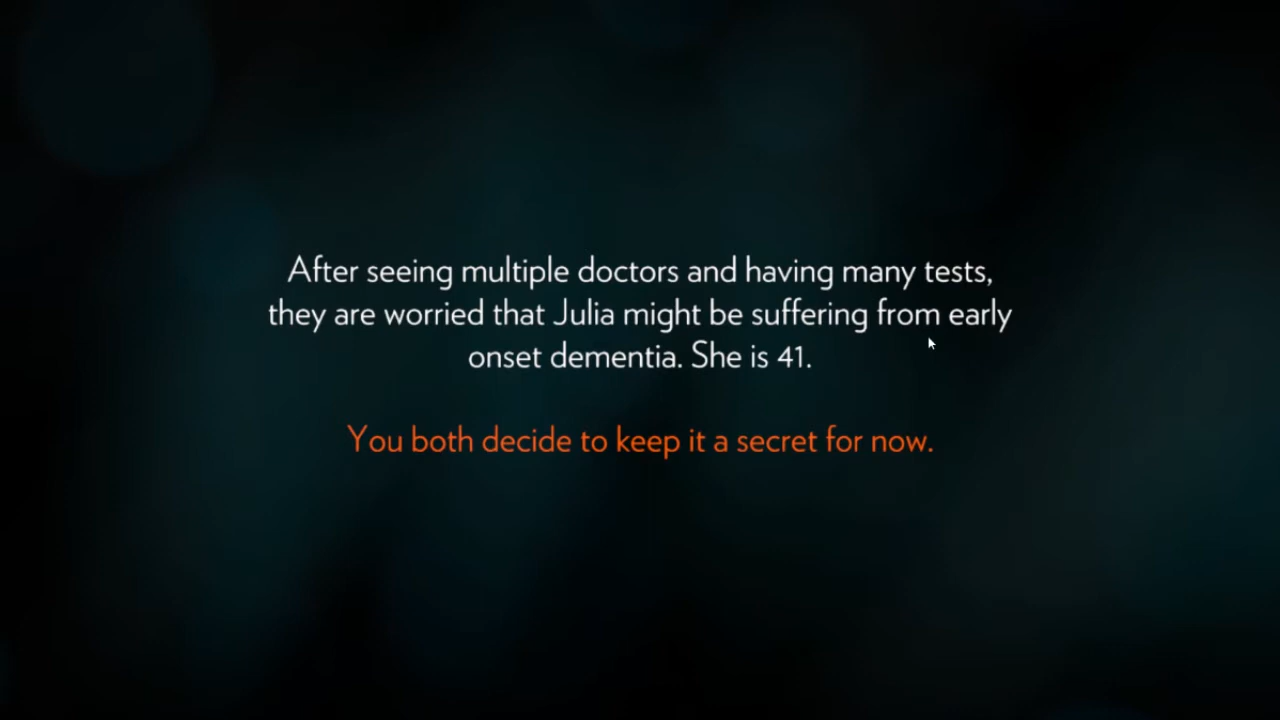 After seeing multiple doctors and having many tests,
they are worried that Julia might be suffering from early
onset dementia. She is 41.
You both decide to keep it a secret for now.